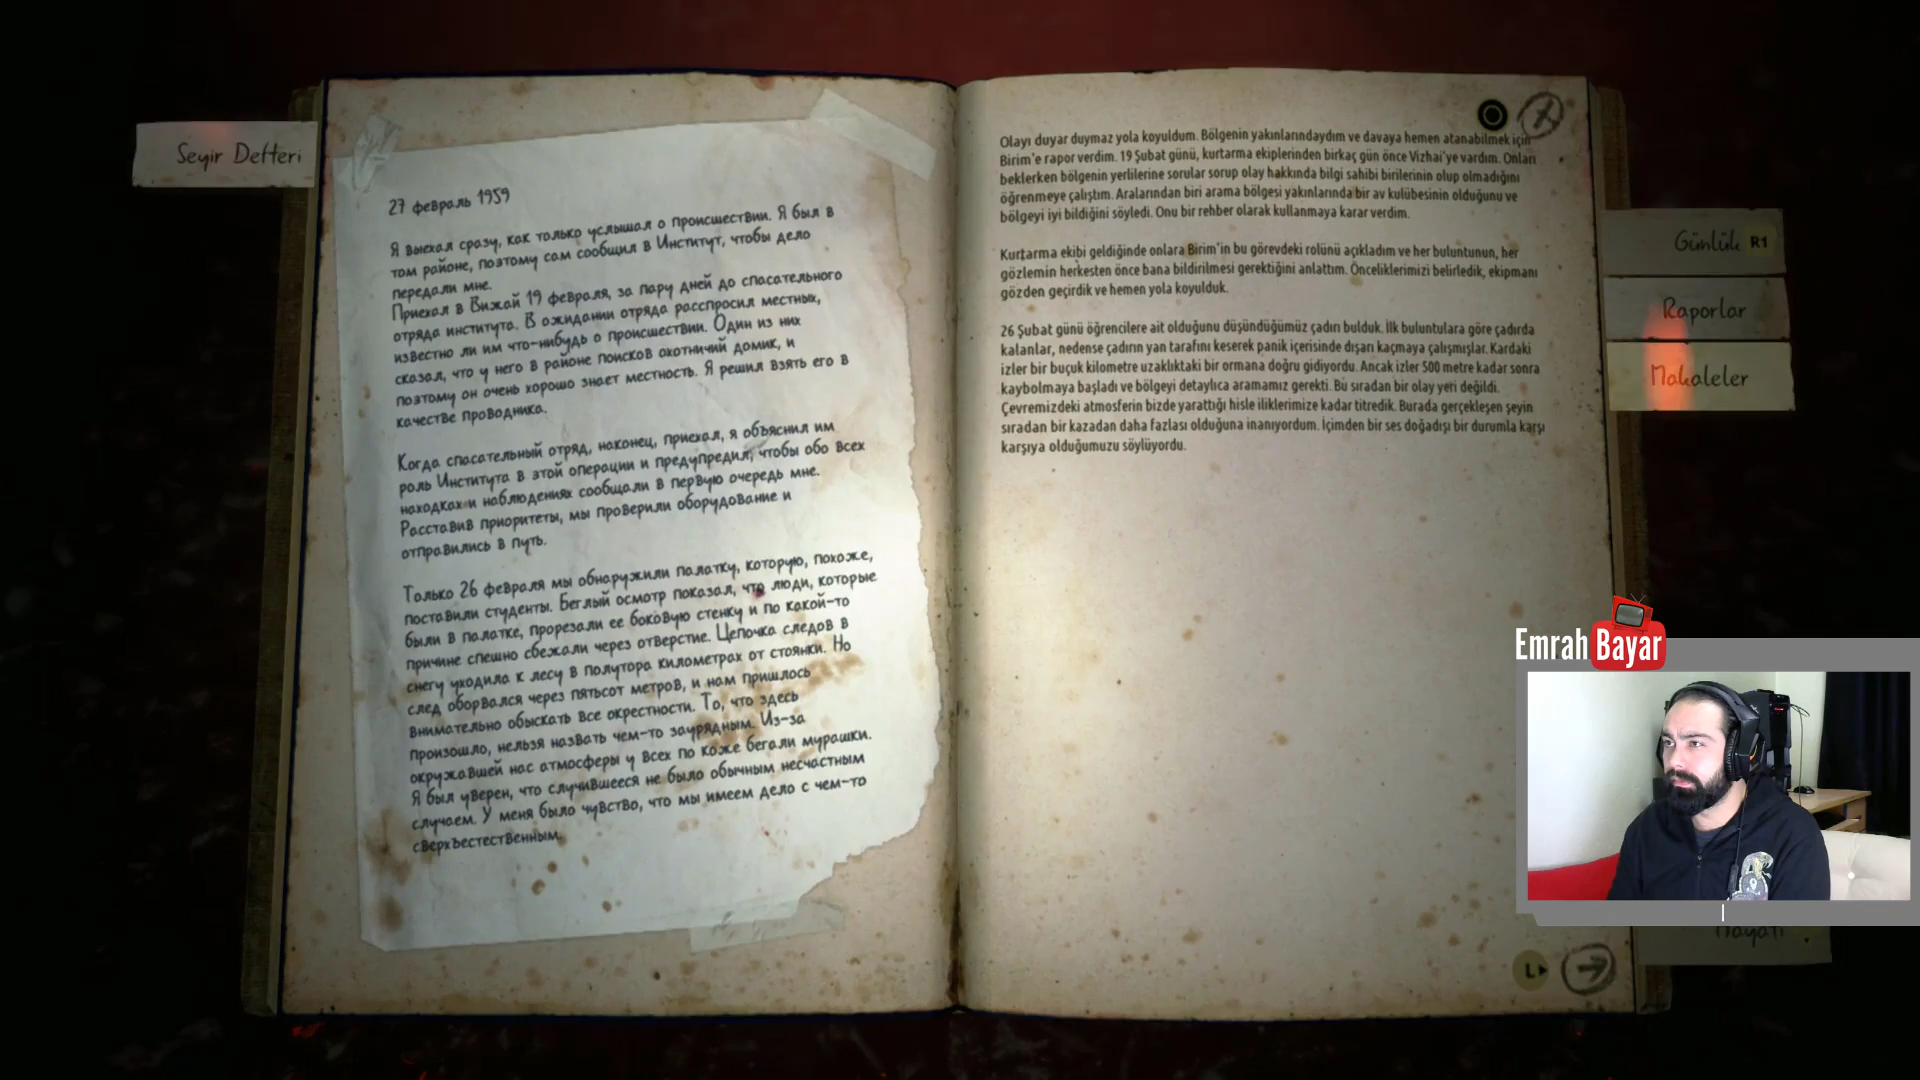 Seyir Defteri
27 февраль 1959
Я выехал сразу, как только услышал о происшествии. Я был в
том районе, поэтому сам сообщил в Институт, чтобы дело
передали мне.
Приехал в Вижай 19 февраля, за пару дней до спасательного
отряда института. В ожидании отряда расспросил местных,
известно ли им что-нибудь о происшествии. Один из них
сказал, что у него в районе поисков охотничий домик, и
поэтому он очень хорошо знает местность. Я решил взять его в
качестве проводника.
Когда спасательный отряд, наконец, приехал, я объяснил им
роль Института в этой операции и предупредил, чтобы обо всех
находках и наблюдениях сообщали в первую очередь мне.
Расставив приоритеты, мы проверили оборудование и
отправились в путь.
Только 26 февраля мы обнаружили палатку, которую, похоже,
поставили студенты. Беглый осмотр показал, что люди, которые
были в палатке, прорезали ее боковую стенку и по какой-то
причине спешно сбежали через отверстие. Цепочка следов в
снегу уходила к лесу в полутора километрах от стоянки. Но
след оборвался через пятьсот метров, и нам пришлось
внимательно обыскать все окрестности. То, что здесь
произошло, нельзя назвать чем-то заурядным. Из-за
окружавшей нас атмосферы у всех по коже бегали мурашки.
Я был уверен, что случившееся не было обычным несчастным
случаем. У меня было чувство, что мы имеем дело с чем-то
сверхъестественным.
Olayı duyar duymaz yola koyuldum. Bölgenin yakınlarındaydım ve davaya hemen atanabilmek için
Birim'e rapor verdim. 19 Şubat günü, kurtarma ekiplerinden birkaç gün önce Vizhai'ye vardım. Onları
beklerken bölgenin yerlilerine sorular sorup olay hakkında bilgi sahibi birilerinin olup olmadığını
öğrenmeye çalıştım. Aralarından biri arama bölgesi yakınlarında bir av kulübesinin olduğunu ve
bölgeyi iyi bildiğini söyledi. Onu bir rehber olarak kullanmaya karar verdim.
Kurtarma ekibi geldiğinde onlara Birim'in bu görevdeki rolünü açıkladım ve her buluntunun, her
gözlemin herkesten önce bana bildirilmesi gerektiğini anlattım. Önceliklerimizi belirledik, ekipmanı
gözden geçirdik ve hemen yola koyulduk.
26 Şubat günü öğrencilere ait olduğunu düşündüğümüz çadırı bulduk. İlk buluntulara göre çadırda
kalanlar, nedense çadırın yan tarafını keserek panik içerisinde dışarı kaçmaya çalışmışlar. Kardaki
izler bir buçuk kilometre uzaklıktaki bir ormana doğru gidiyordu. Ancak izler 500 metre kadar sonra
kaybolmaya başladı ve bölgeyi detaylıca aramamız gerekti. Bu sıradan bir olay yeri değildi.
Çevremizdeki atmosferin bizde yarattığı hisle iliklerimize kadar titredik. Burada gerçekleşen şeyin
sıradan bir kazadan daha fazlası olduğuna inanıyordum. İçimden bir ses doğadışı bir durumla karşı
karşıya olduğumuzu söylüyordu.
Günlük R1
Raporlar
Makaleler
Emrah Bayar
Hayati
L